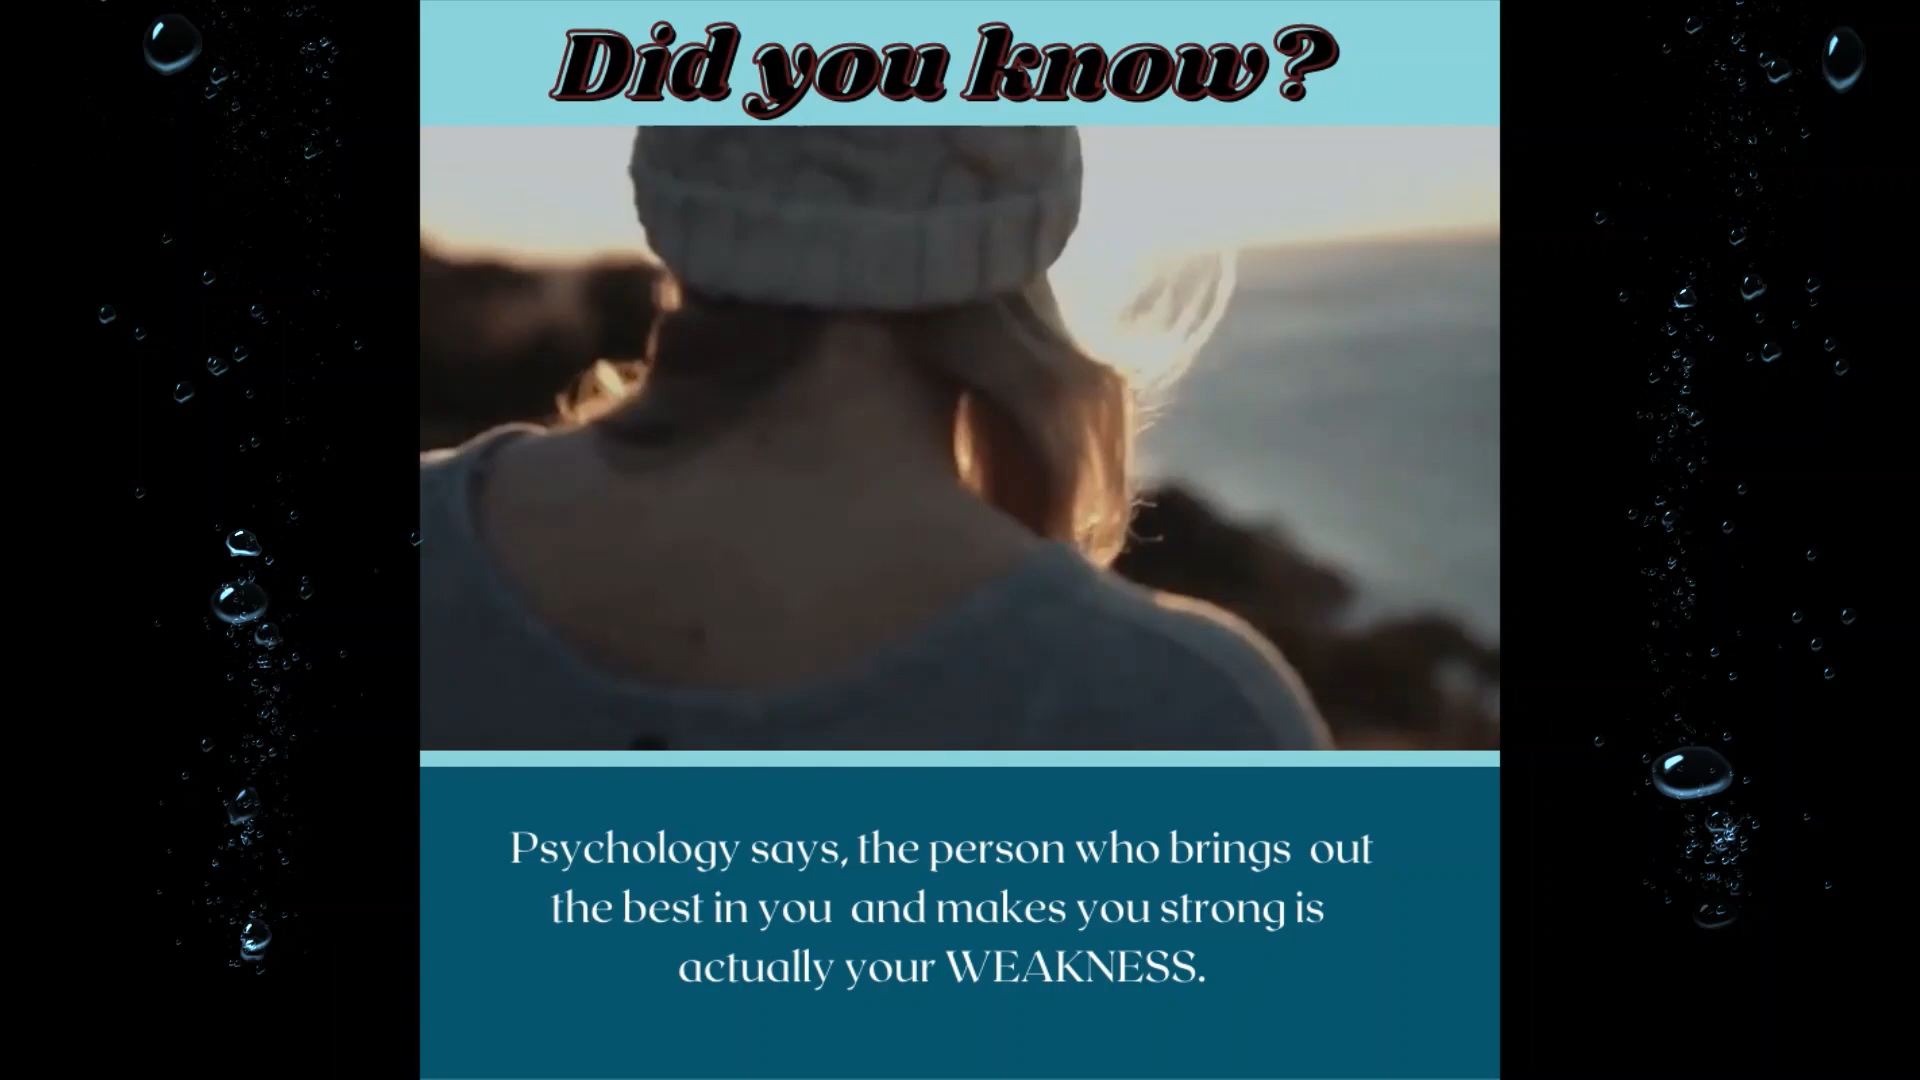 Did you know?
Psychology says, the person who brings out
the best in you and makes you strong is
actually your WEAKNESS.